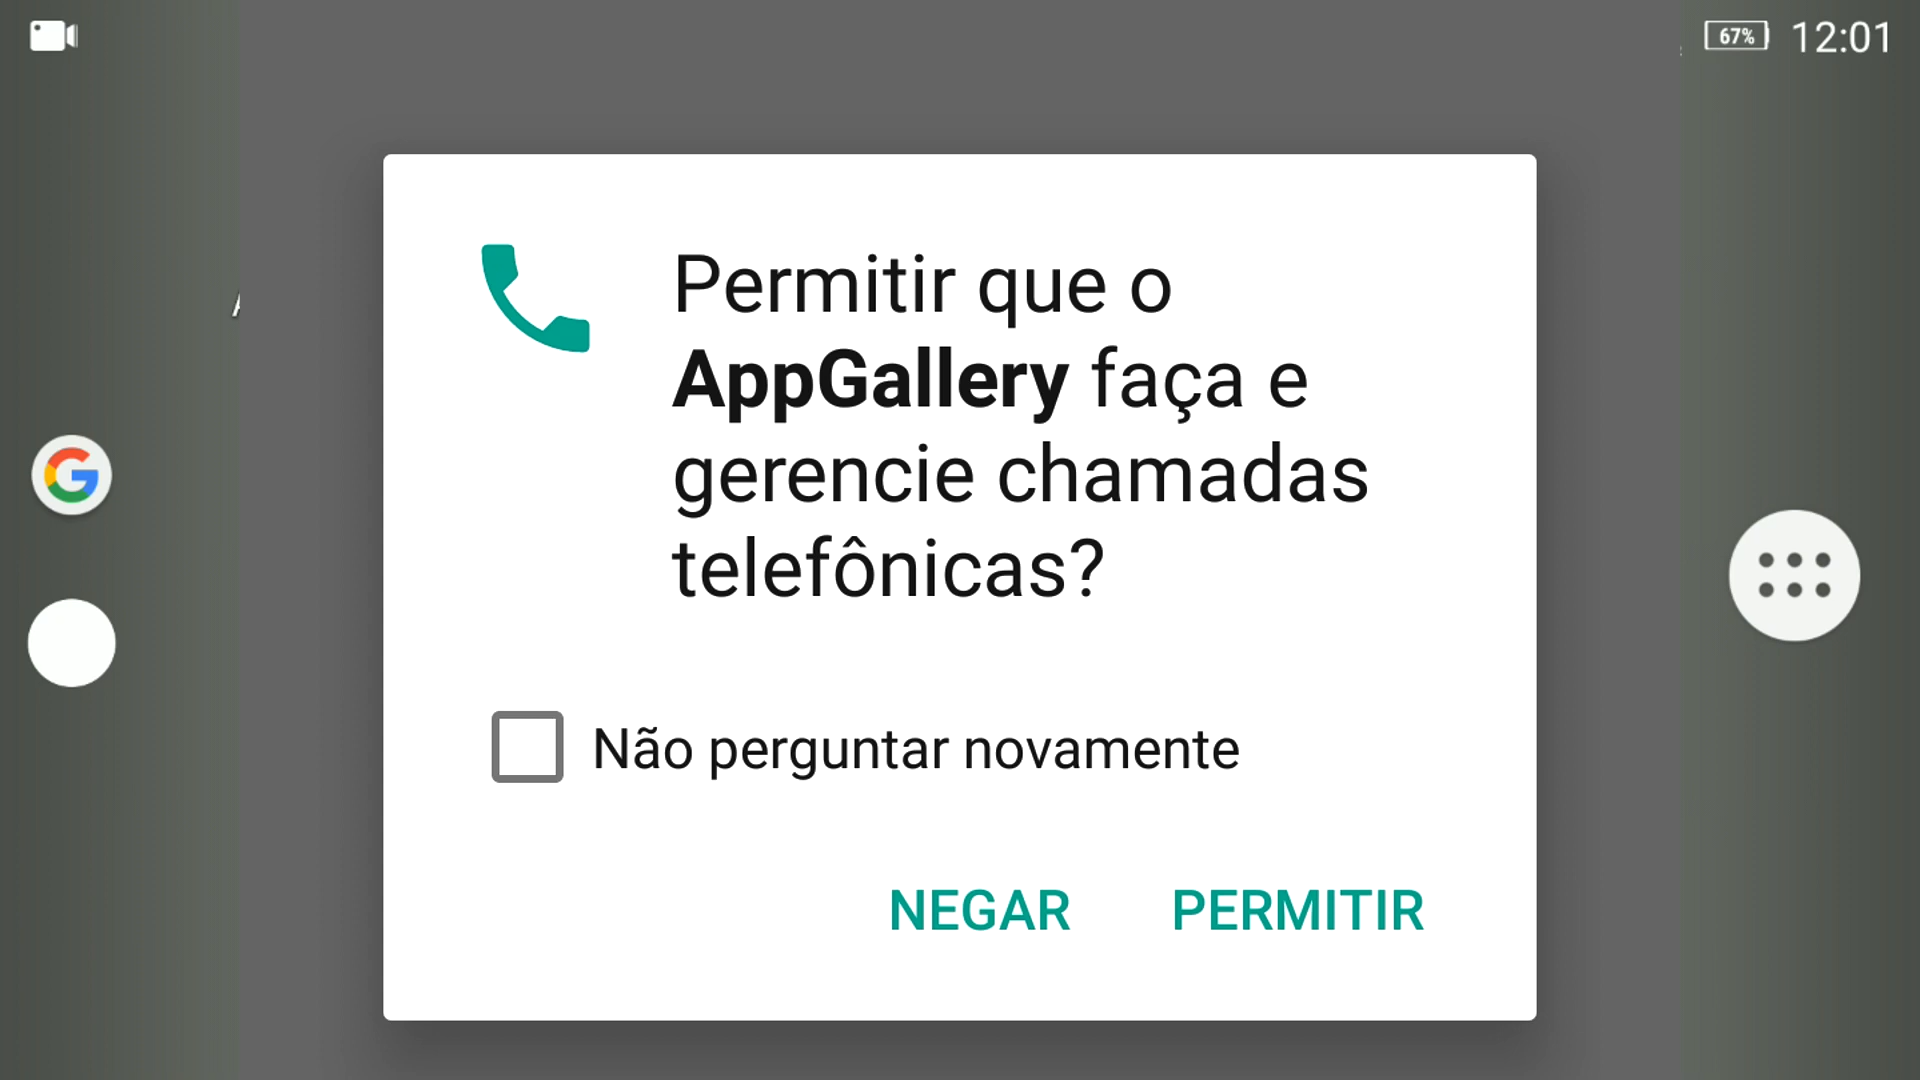 67%
12:01
Permitir que o
AppGallery faça e
gerencie chamadas
telefônicas?
Não perguntar novamente
NEGAR PERMITIR